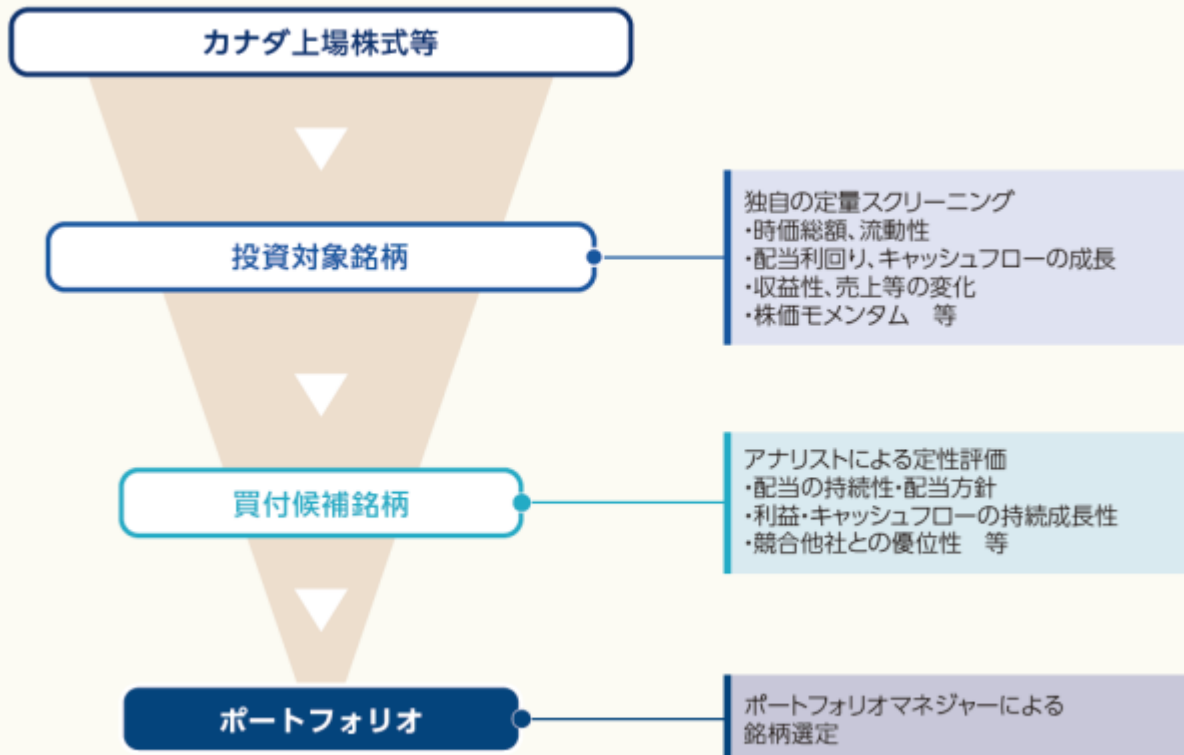 カナダ上場株式等
投資対象銘柄
独自の定量スクリーニング
・時価総額、流動性
・配当利回り、キャッシュフローの成長
・収益性、売上等の変化
・株価モメンタム　等
買付候補銘柄
アナリストによる定性評価
・配当の持続性・配当方針
・利益・キャッシュフローの持続成長性
・競合他社との優位性　等
ポートフォリオ
ポートフォリオマネジャーによる
銘柄選定